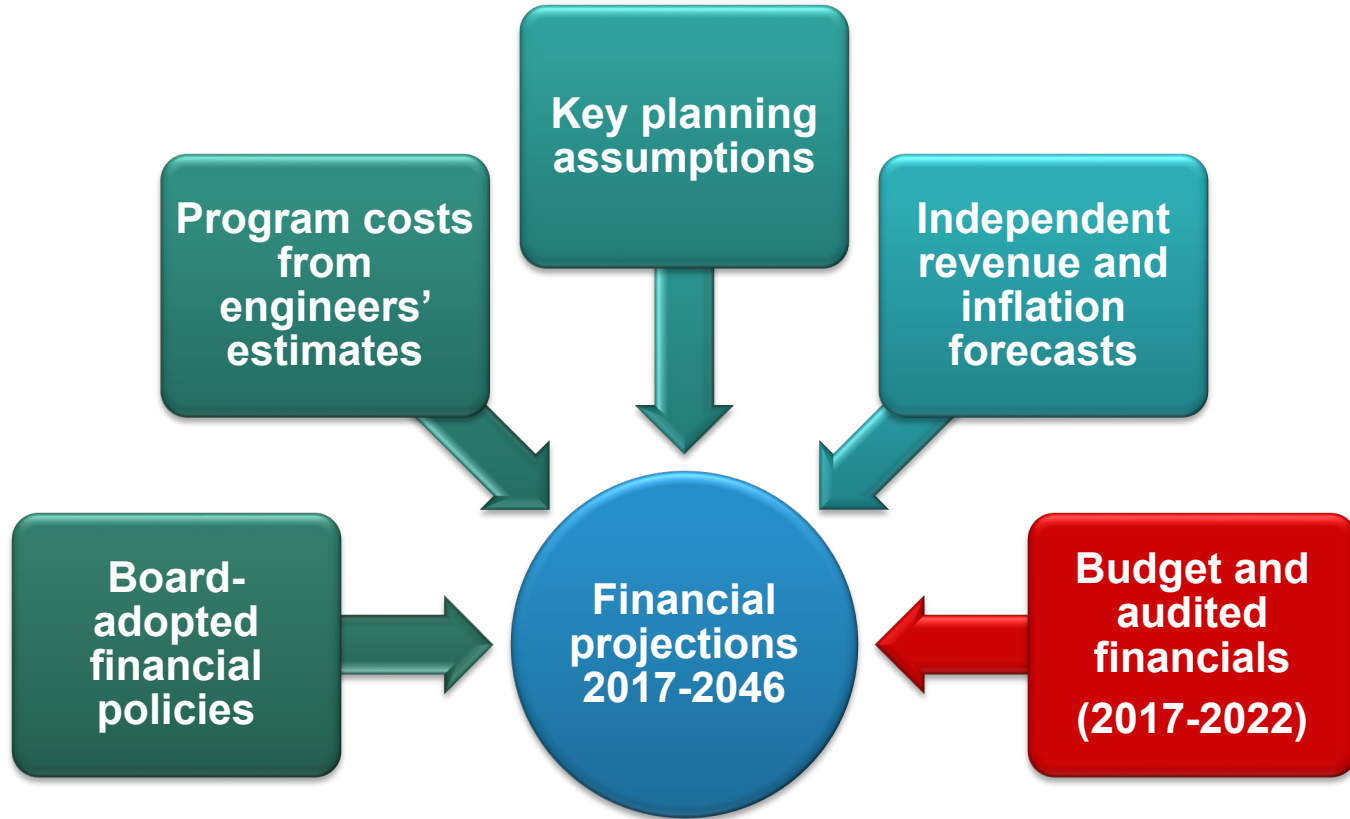 Key planning
assumptions
Program costs
from
engineers’
estimates
Independent
revenue and
inflation
forecasts
Board-
adopted
financial
policies
Financial
projections
2017-2046
Budget and
audited
financials
(2017-2022)